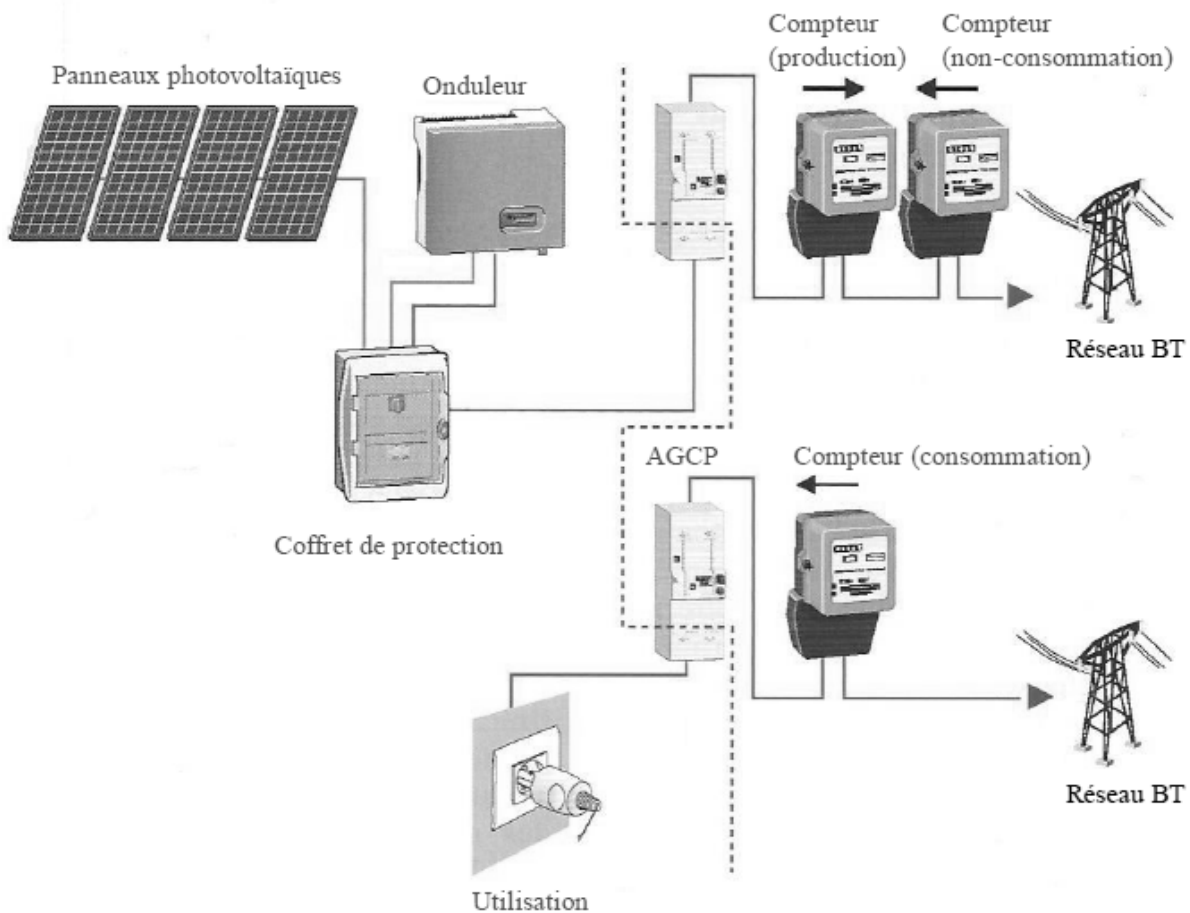 Compteur
(production)
Compteur
(non-consommation)
Panneaux photovoltaïques
Onduleur
Réseau BT
AGCP
Compteur (consommation)
Coffret de protection
Réseau BT
Utilisation